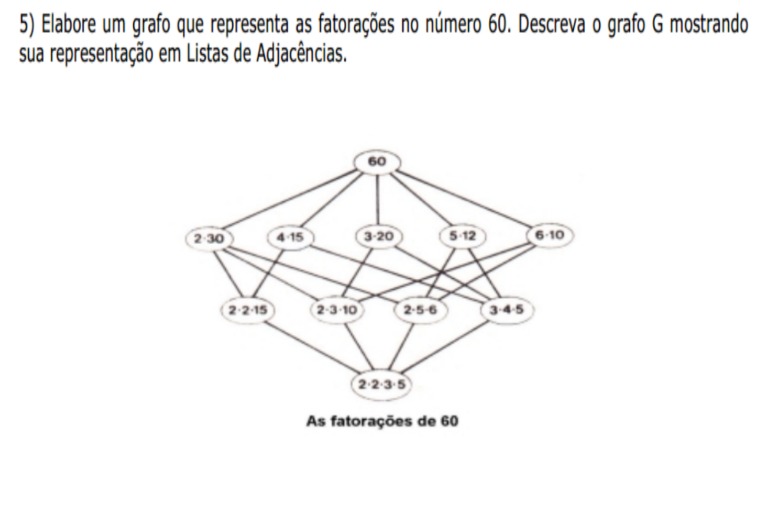 5) Elabore um grafo que representa as fatorações no número 60. Descreva o grafo G mostrando
sua representação em Listas de Adjacências.
60
2·30 4·15 3·20 5·12 6·10
2·2·15 2·3·10 2·5·6 3·4·5
2·2·3·5
As fatorações de 60